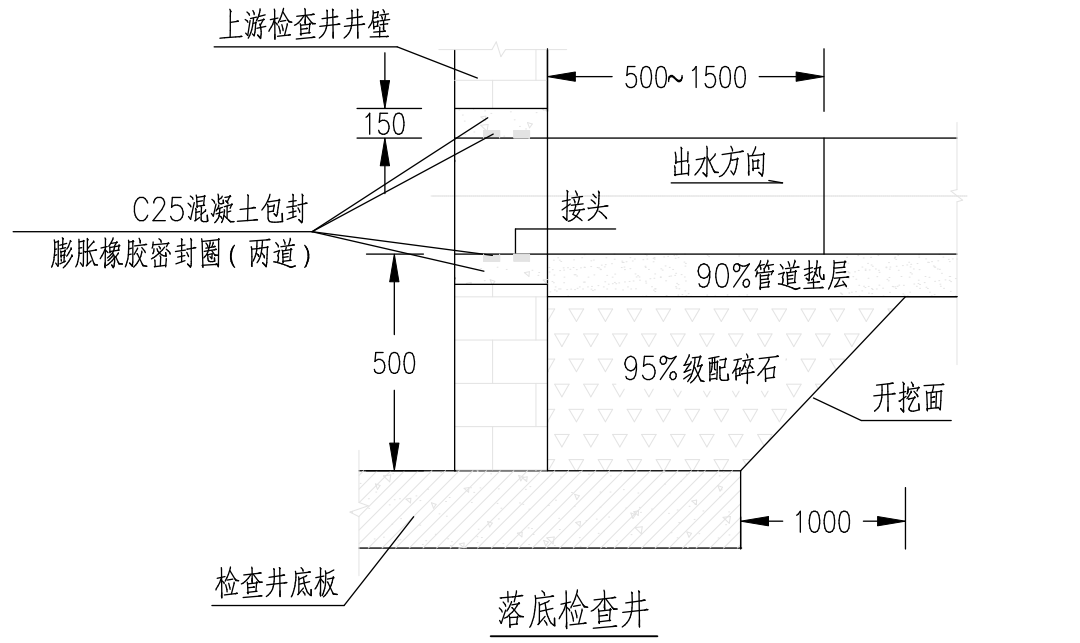 上游检查井井壁
500~1500
150
出水方向
C25混凝土包封
接头
膨胀橡胶密封圈(两道)
90%管道垫层
500
95%级配碎石
开挖面
1000
检查井底板
落底检查井